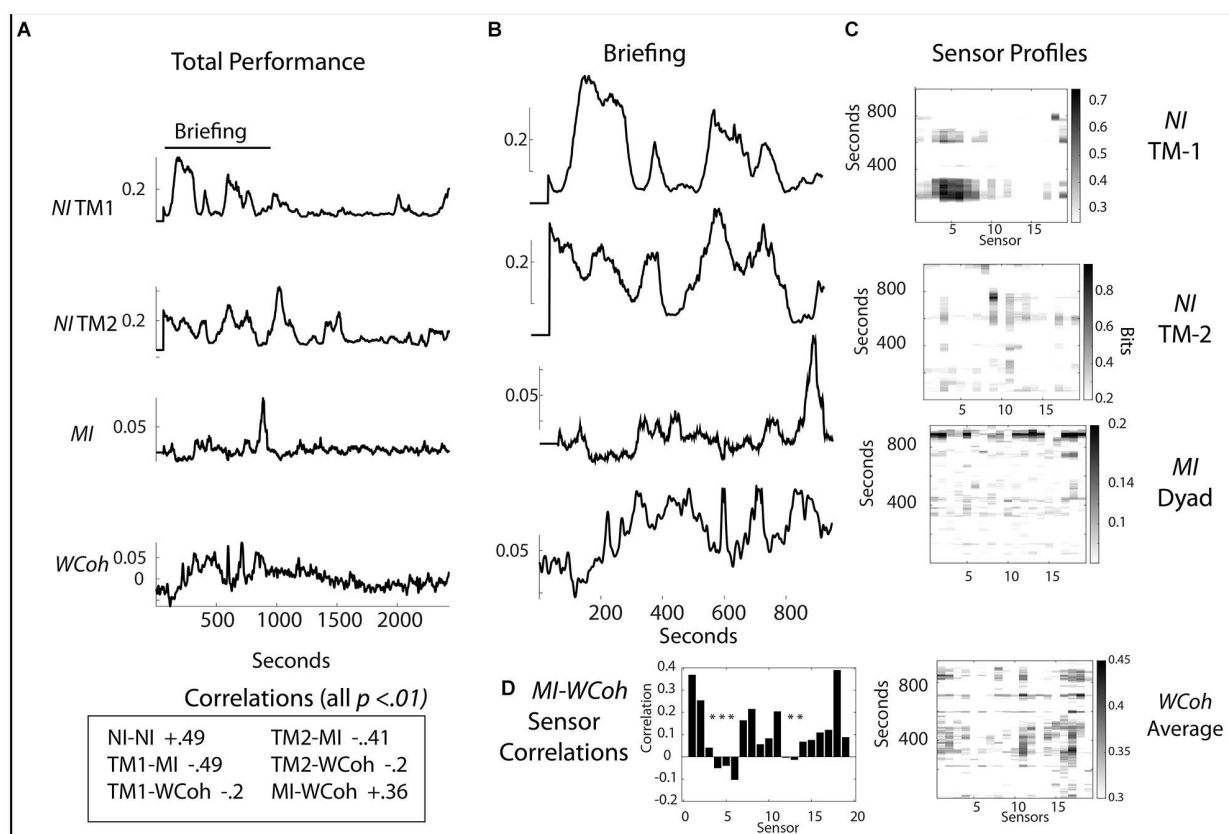 A
Total Performance
Briefing
NI TM1
0.2
NI TM2
0.2
MI
0.05
WCoh
0.05
0
500 1000 1500 2000
Seconds
Correlations (all p <.01)
NI-NI +.49 TM2-MI -..41
TM1-MI -.49 TM2-WCoh -.2
TM1-WCoh -.2 MI-WCoh +.36
B
Briefing
0.2
0.2
0.05
0.05
200 400 600 800
Seconds
C
Sensor Profiles
Seconds
800
400
5 10 15
Sensor
0.7
0.6
0.5
0.4
0.3
NI
TM-1
Seconds
800
400
5 10 15
0.8
0.6
0.4
0.2
Bits
NI
TM-2
Seconds
800
400
5 10 15
0.2
0.14
0.1
MI
Dyad
Seconds
800
400
5 10 15
Sensors
0.45
0.4
0.35
0.3
WCoh
Average
D
MI-WCoh
Sensor
Correlations
Correlation
0.4
0.3
0.2
0.1
0
-0.1
-0.2
* * * * *
0 5 10 15 20
Sensor